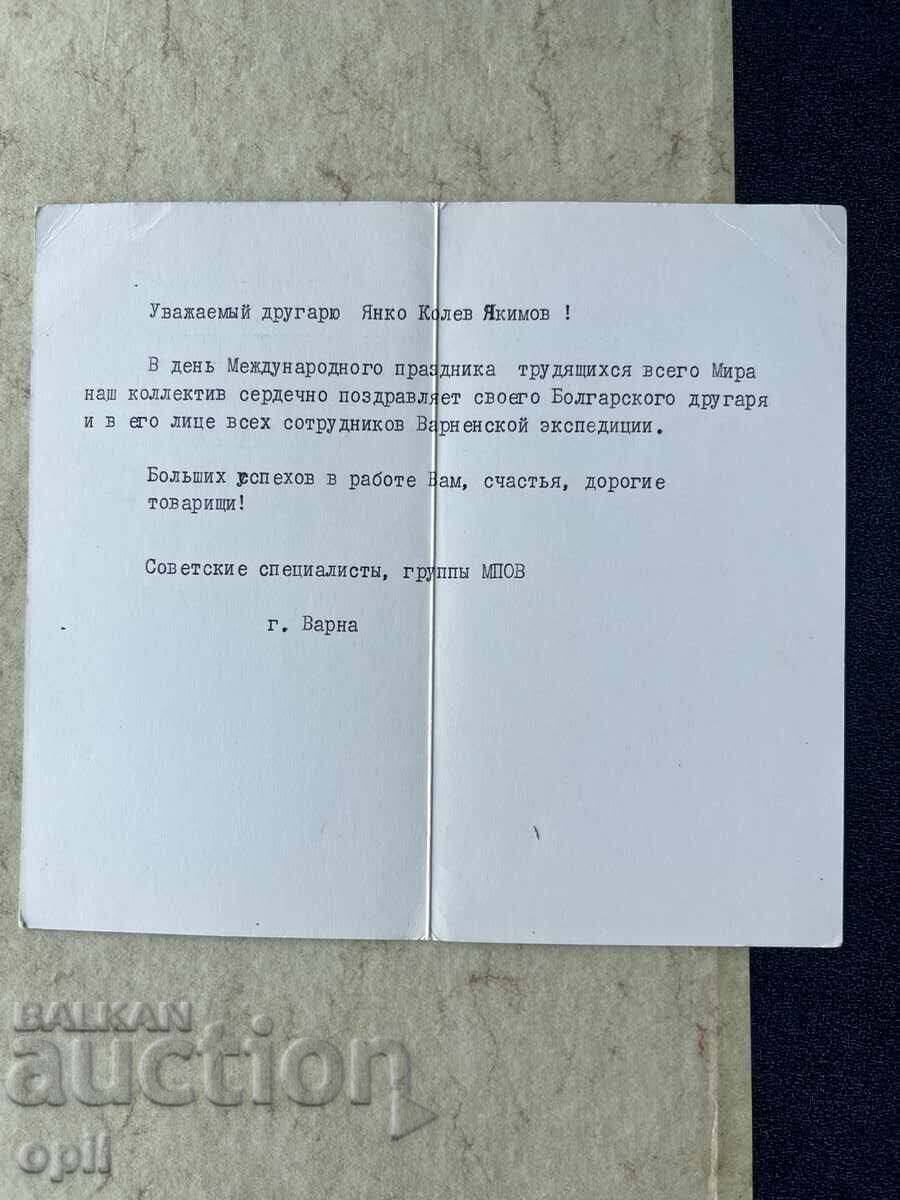 Уважаемый другарю Янко Колев Якимов !
В день Международного праздника трудящихся всего Мира
наш коллектив сердечно поздравляет своего Болгарского другаря
и в его лице всех сотрудников Варненской экспедиции.
Больших успехов в работе Вам, счастья, дорогие
товарищи!
Советские специалисты, группы МПОВ
г. Варна
BALKAN
auction
opii